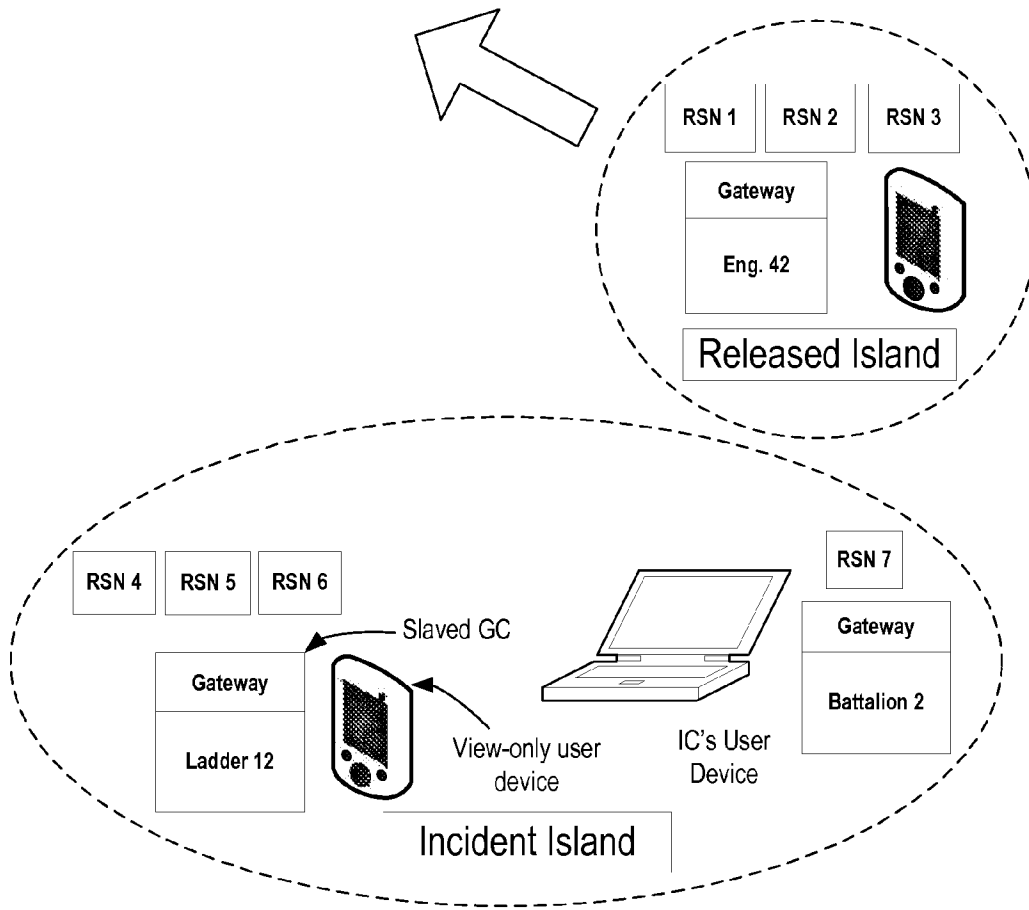 RSN 1
RSN 2
RSN 3
Gateway
Eng. 42
Released Island
RSN 4
RSN 5
RSN 6
RSN 7
Slaved GC
Gateway
Ladder 12
View-only user
device
IC's User
Device
Gateway
Battalion 2
Incident Island